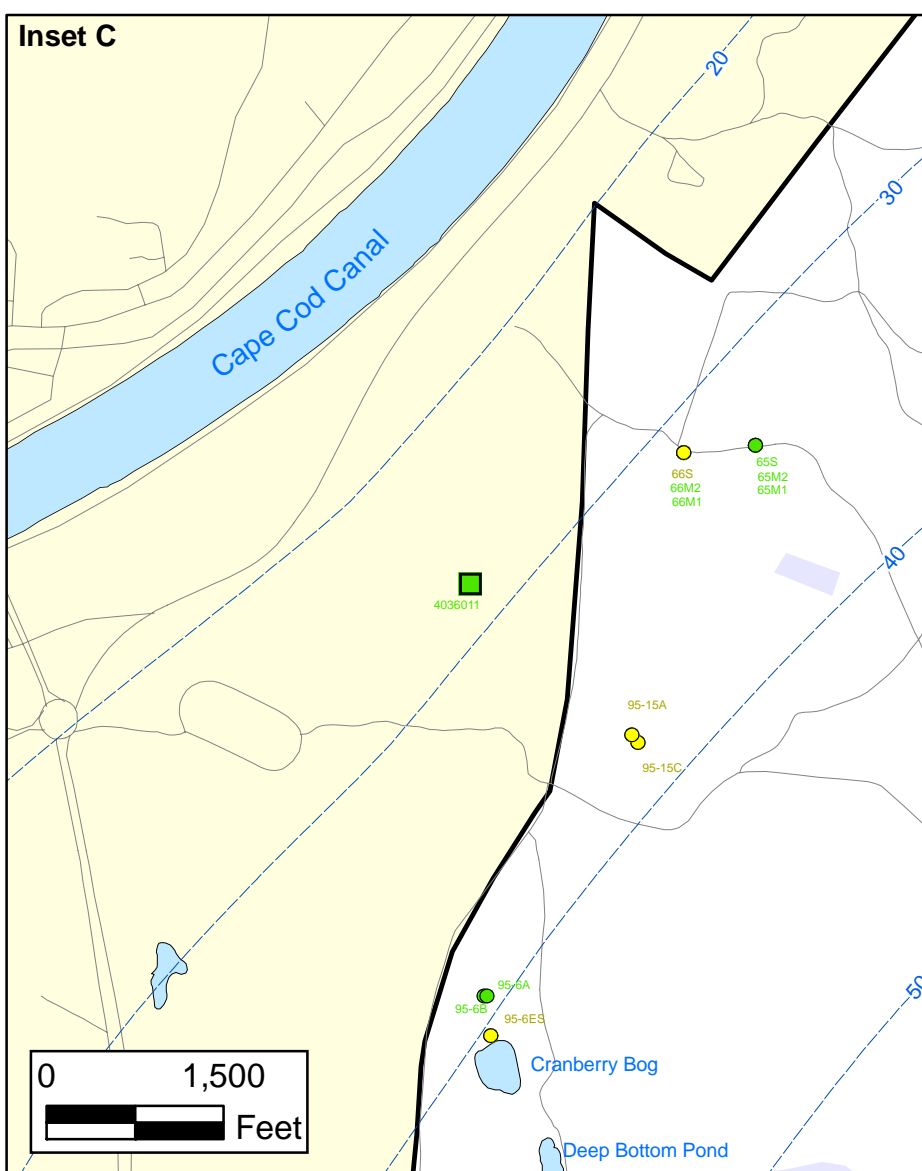 Inset C
20
30
Cape Cod Canal
66S
66M2
66M1
65S
65M2
65M1
40
4036011
95-15A
95-15C
50
95-6A
95-6B
95-6ES
Cranberry Bog
0 1,500
Feet
Deep Bottom Pond